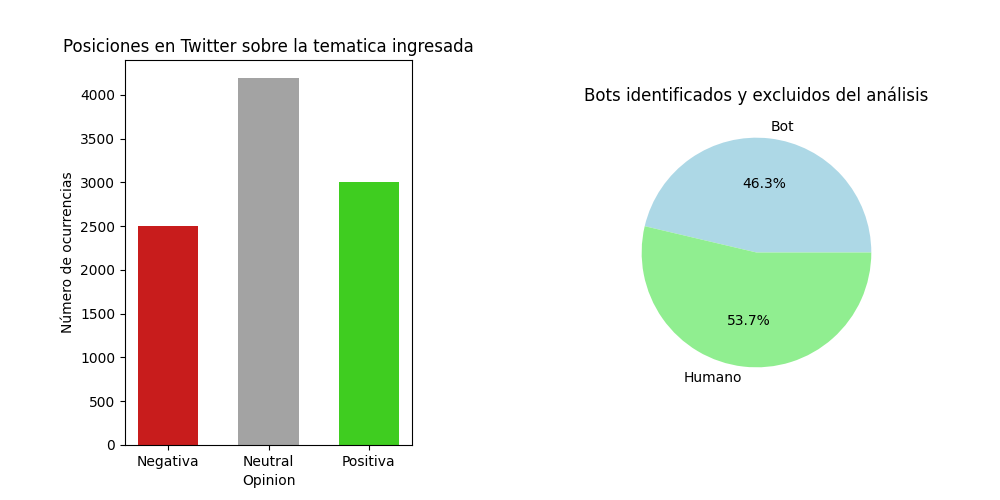 Posiciones en Twitter sobre la tematica ingresada
Número de ocurrencias
4000
3500
3000
2500
2000
1500
1000
500
0
Negativa
Neutral
Positiva
Opinion
Bots identificados y excluidos del análisis
Bot
46.3%
53.7%
Humano